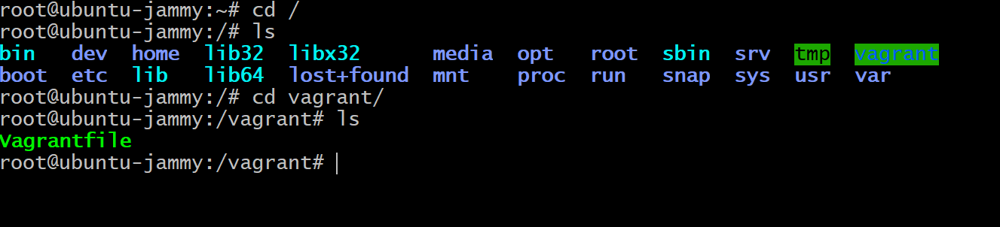 root@ubuntu-jammy:~# cd /
root@ubuntu-jammy:/# ls
bin   dev  home  lib32  libx32      media  opt   root  sbin  srv  tmp  vagrant
boot  etc  lib   lib64  lost+found  mnt    proc  run   snap  sys  usr  var
root@ubuntu-jammy:/# cd vagrant/
root@ubuntu-jammy:/vagrant# ls
Vagrantfile
root@ubuntu-jammy:/vagrant#